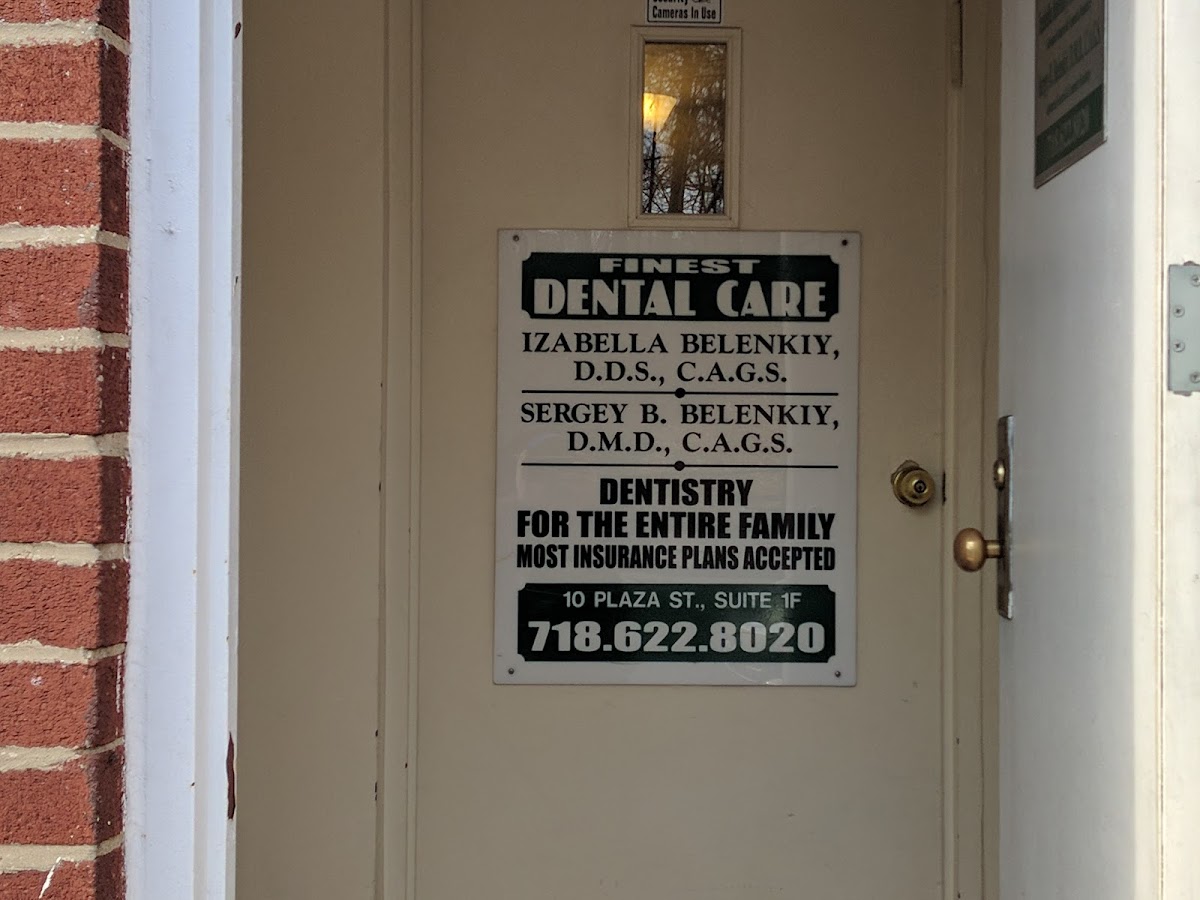 Cameras In Use
FINEST
DENTAL CARE
IZABELLA BELENKIY,
D.D.S., C.A.G.S.
SERGEY B. BELENKIY,
D.M.D., C.A.G.S.
DENTISTRY
FOR THE ENTIRE FAMILY
MOST INSURANCE PLANS ACCEPTED
10 PLAZA ST., SUITE 1F
718.622.8020